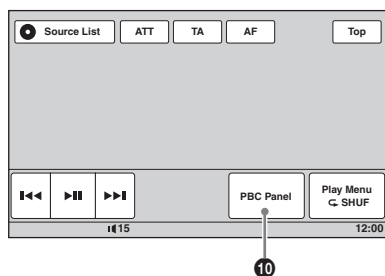 Source List ATT TA AF Top
PBC Panel Play Menu
SHUF
15 12:00
10